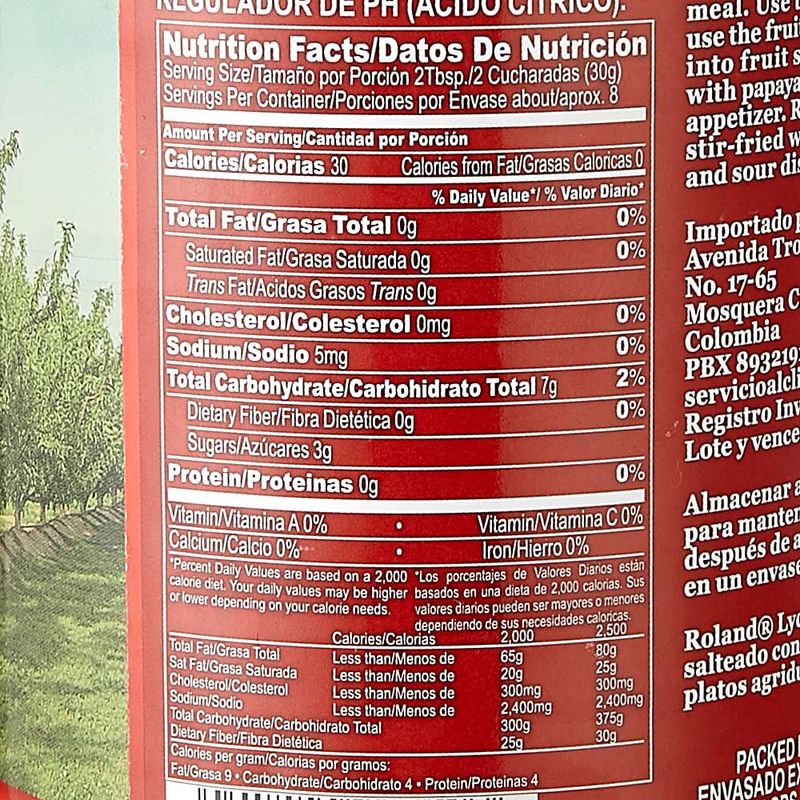 REGULADOR DE PH (ÁCIDO CÍTRICO).
Nutrition Facts/Datos De Nutrición
Serving Size/Tamaño por Porción 2Tbsp./2 Cucharadas (30g)
Servings Per Container/Porciones por Envase about/aprox. 8
Amount Per Serving/Cantidad por Porción
Calories/Calorias 30 Calories from Fat/Grasas Caloricas 0
% Daily Value*/ % Valor Diario*
Total Fat/Grasa Total 0g 0%
Saturated Fat/Grasa Saturada 0g 0%
Trans Fat/Acidos Grasos Trans 0g
Cholesterol/Colesterol 0mg 0%
Sodium/Sodio 5mg 0%
Total Carbohydrate/Carbohidrato Total 7g 2%
Dietary Fiber/Fibra Dietética 0g 0%
Sugars/Azúcares 3g
Protein/Proteinas 0g 0%
Vitamin/Vitamina A 0% • Vitamin/Vitamina C 0%
Calcium/Calcio 0% • Iron/Hierro 0%
*Percent Daily Values are based on a 2,000
calorie diet. Your daily values may be higher
or lower depending on your calorie needs.
*Los porcentajes de Valores Diarios están
basados en una dieta de 2,000 calorias. Sus
valores diarios pueden ser mayores o menores
dependiendo de sus necesidades caloricas.
Calories/Calorias 2,000 2,500
Total Fat/Grasa Total Less than/Menos de 65g 80g
Sat Fat/Grasa Saturada Less than/Menos de 20g 25g
Cholesterol/Colesterol Less than/Menos de 300mg 300mg
Sodium/Sodio Less than/Menos de 2,400mg 2,400mg
Total Carbohydrate/Carbohidrato Total 300g 375g
Dietary Fiber/Fibra Dietética 25g 30g
Calories per gram/Calorias por gramos:
Fat/Grasa 9 • Carbohydrate/Carbohidrato 4 • Protein/Proteinas 4
meal. Use
use the frui
into fruit s
with papaya
appetizer.
stir-fried w
and sour dis
Importado p
Avenida Tro
No. 17-65
Mosquera C
Colombia
PBX 893219
servicioalcli
Registro Inv
Lote y vence
Almacenar a
para manten
después de a
en un envase
Roland® Lyc
salteado con
platos agridu
PACKED
ENVASADO EX